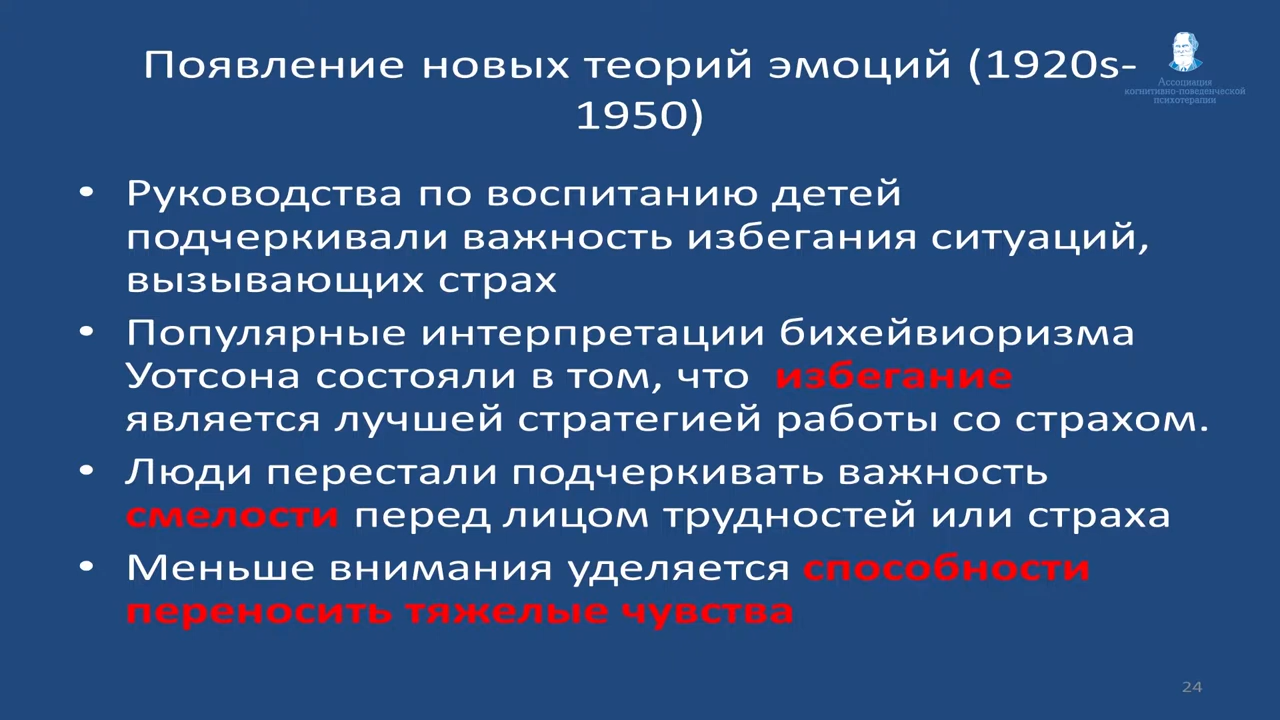 Появление новых теорий эмоций (1920s-
1950)
Ассоциация
когнитивно-поведенческой
психотерапии
• Руководства по воспитанию детей
подчеркивали важность избегания ситуаций,
вызывающих страх
• Популярные интерпретации бихейвиоризма
Уотсона состояли в том, что избегание
является лучшей стратегией работы со страхом.
• Люди перестали подчеркивать важность
смелости перед лицом трудностей или страха
• Меньше внимания уделяется способности
переносить тяжелые чувства
24